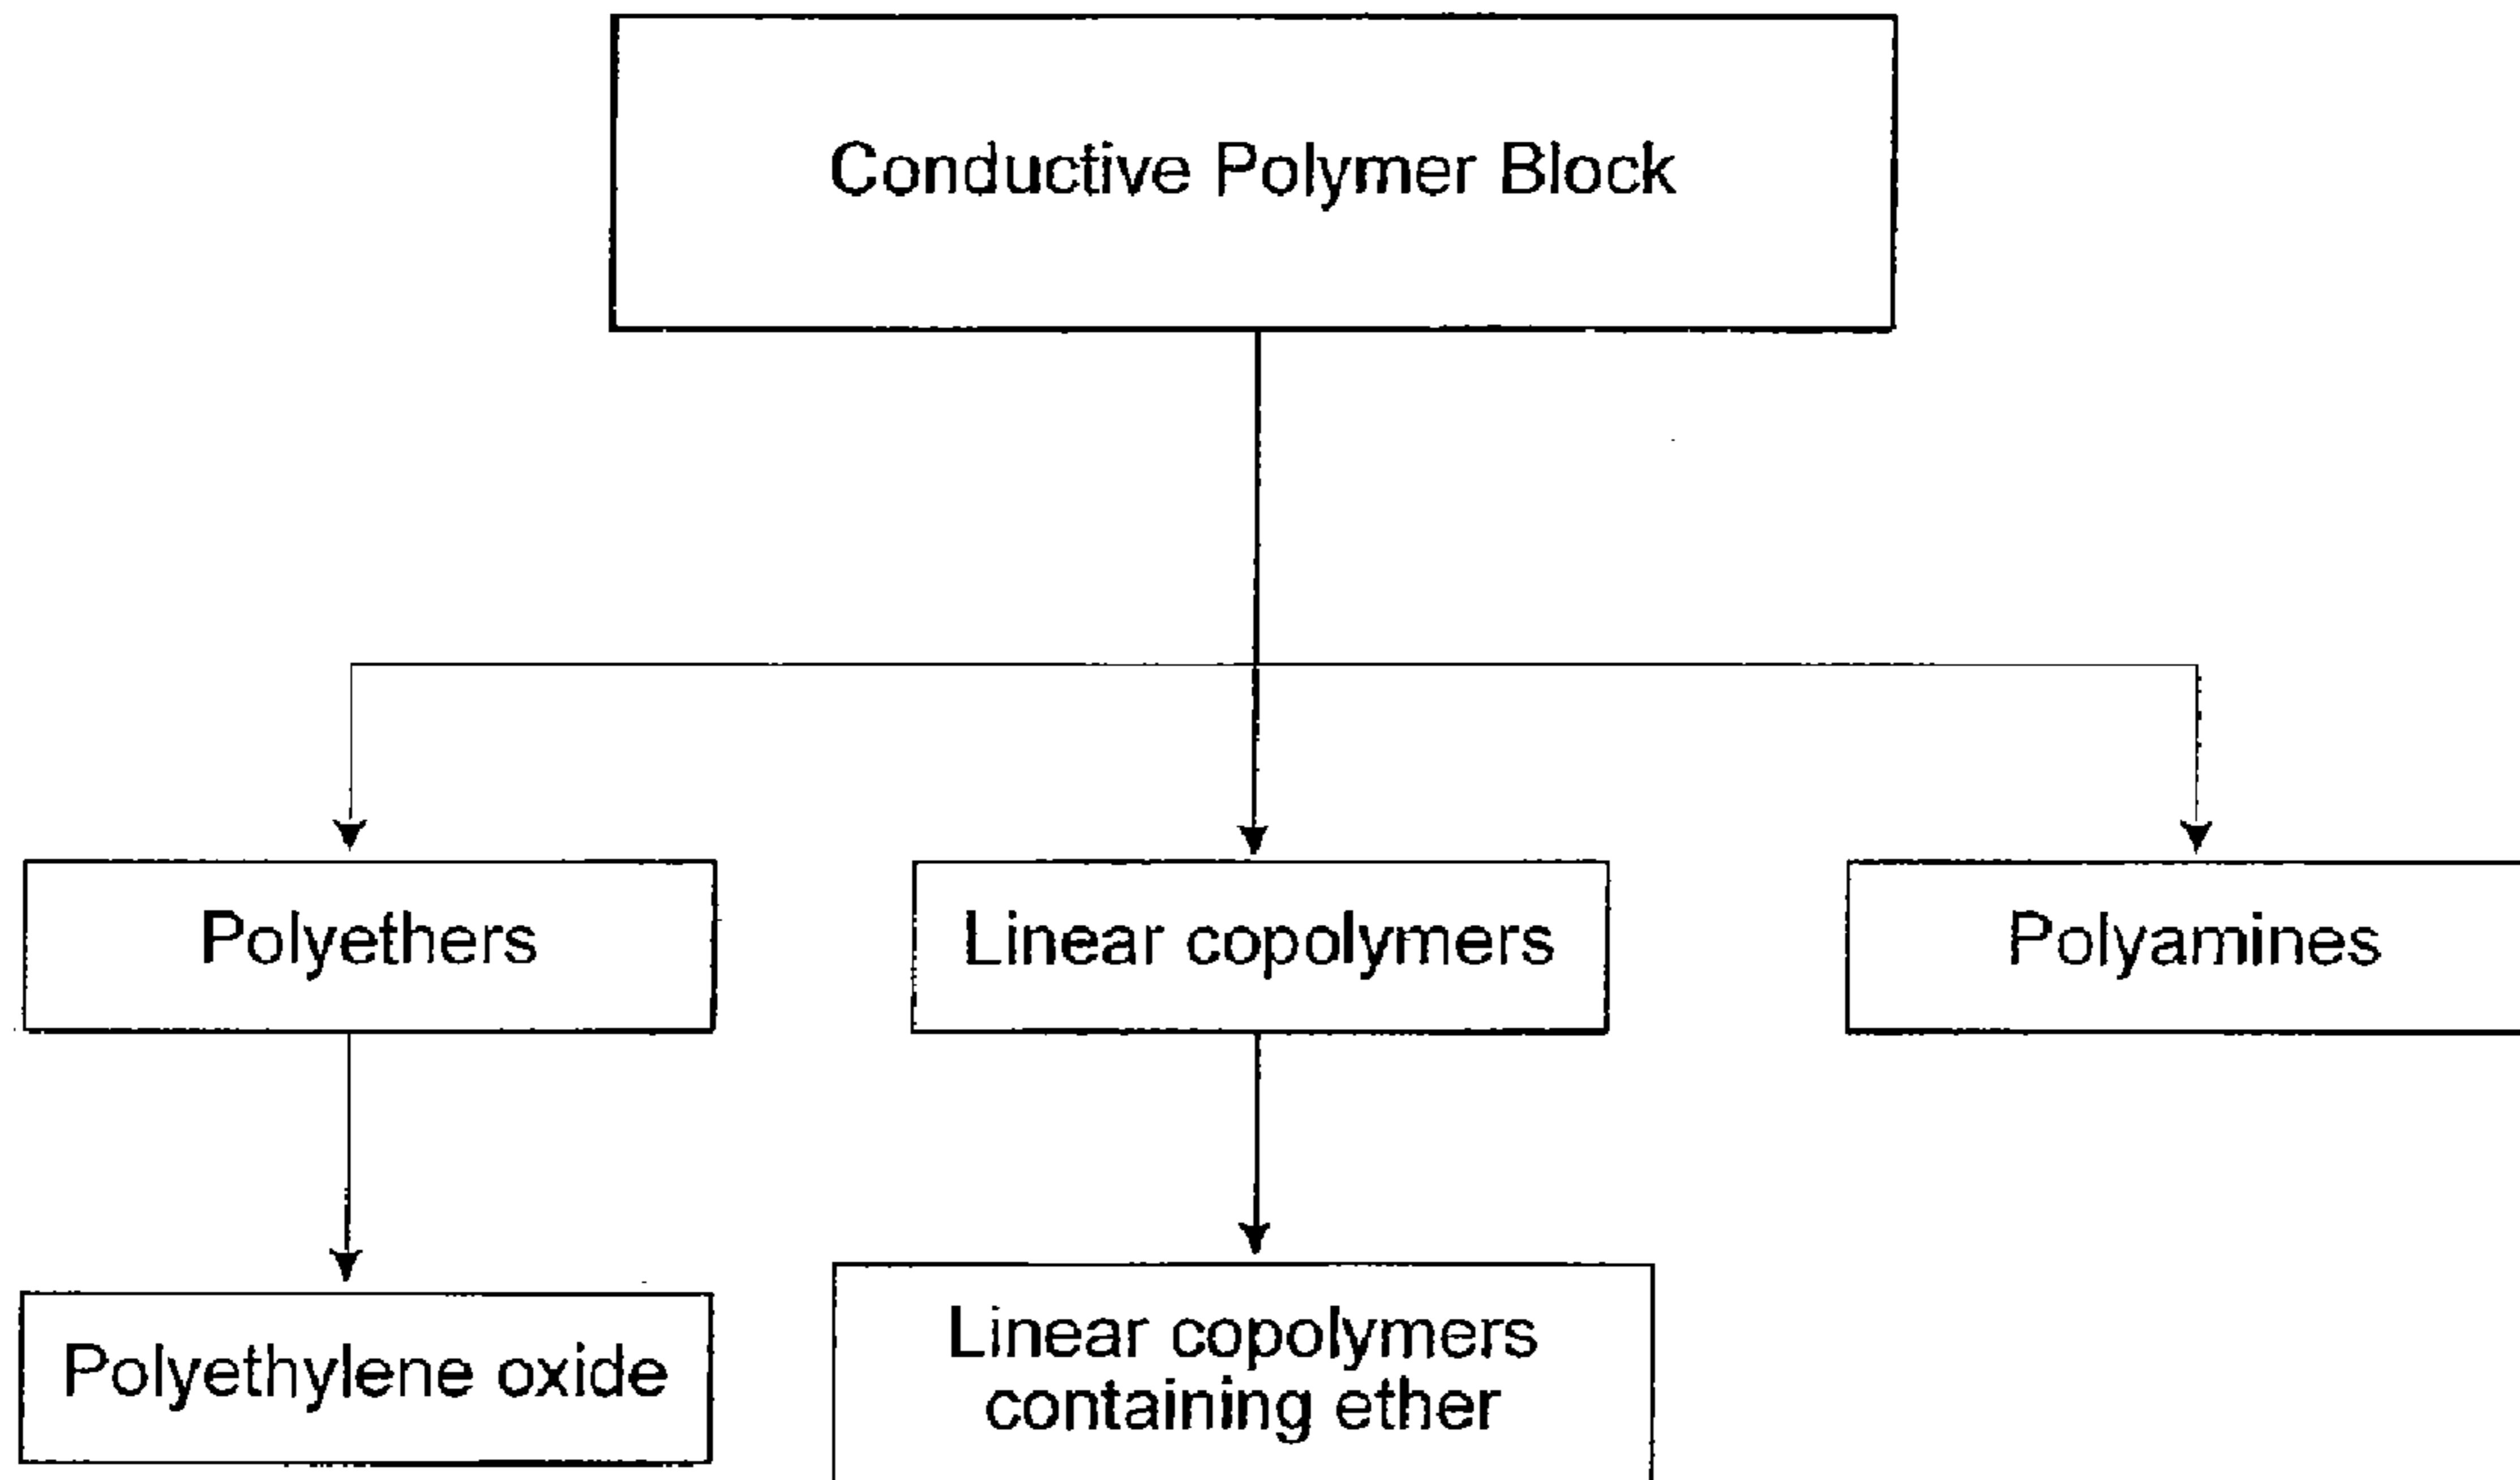 Conductive Polymer Block
Polyethers
Linear copolymers
Polyamines
Polyethylene oxide
Linear copolymers
containing ether